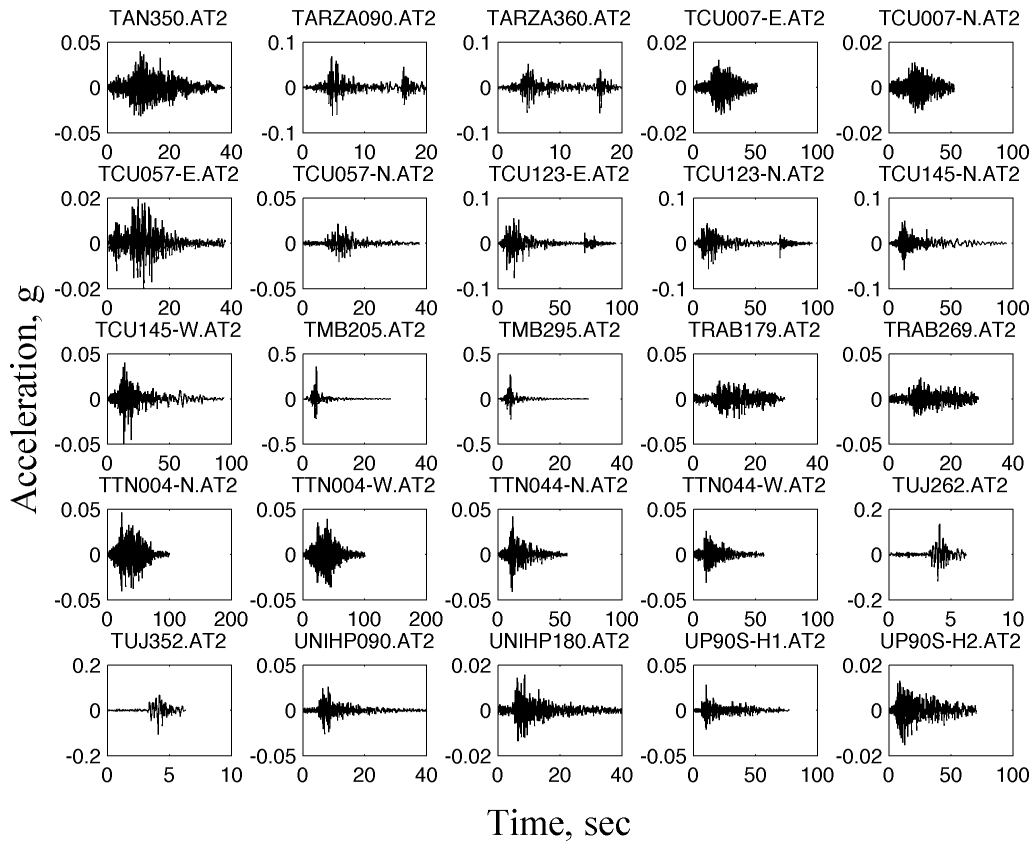 TAN350.AT2 TARZA090.AT2 TARZA360.AT2 TCU007-E.AT2 TCU007-N.AT2
0.05 0.1 0.1 0.02 0.02
0 0 0 0 0
-0.05 -0.1 -0.1 -0.02 -0.02
0 20 40 0 10 20 0 10 20 0 50 100 0 50 100
TCU057-E.AT2 TCU057-N.AT2 TCU123-E.AT2 TCU123-N.AT2 TCU145-N.AT2
0.02 0.05 0.1 0.1 0.1
0 0 0 0 0
-0.02 -0.05 -0.1 -0.1 -0.1
0 20 40 0 20 40 0 50 100 0 50 100 0 50 100
TCU145-W.AT2 TMB205.AT2 TMB295.AT2 TRAB179.AT2 TRAB269.AT2
0.05 0.5 0.5 0.05 0.05
0 0 0 0 0
-0.05 -0.5 -0.5 -0.05 -0.05
0 50 100 0 20 40 0 20 40 0 20 40 0 20 40
TTN004-N.AT2 TTN004-W.AT2 TTN044-N.AT2 TTN044-W.AT2 TUJ262.AT2
0.05 0.05 0.05 0.05 0.2
0 0 0 0 0
-0.05 -0.05 -0.05 -0.05 -0.2
0 100 200 0 100 200 0 50 100 0 50 100 0 5 10
TUJ352.AT2 UNIHP090.AT2 UNIHP180.AT2 UP90S-H1.AT2 UP90S-H2.AT2
0.2 0.05 0.02 0.05 0.02
0 0 0 0 0
-0.2 -0.05 -0.02 -0.05 -0.02
0 5 10 0 20 40 0 20 40 0 50 100 0 50 100
Acceleration, g
Time, sec